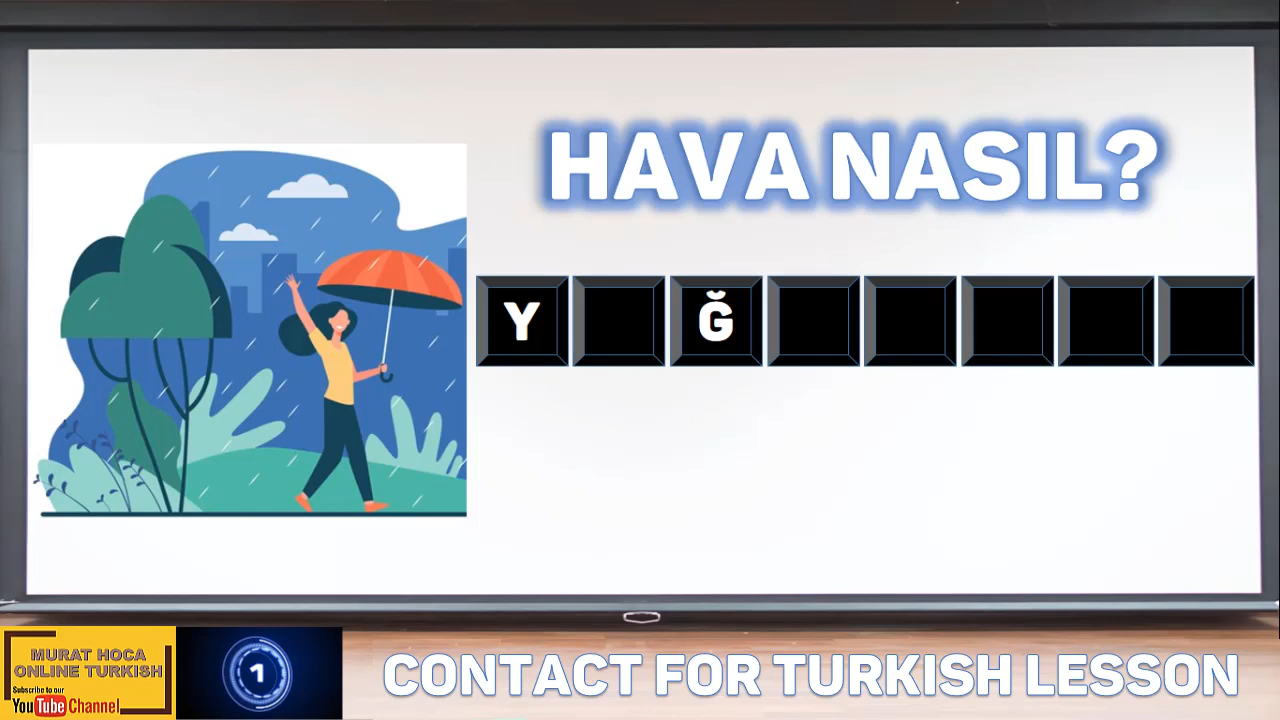 HAVA NASIL?
Y Ğ
MURAT HOCA
ONLINE TURKISH
Subscribe to our
YouTube Channel
1
CONTACT FOR TURKISH LESSON